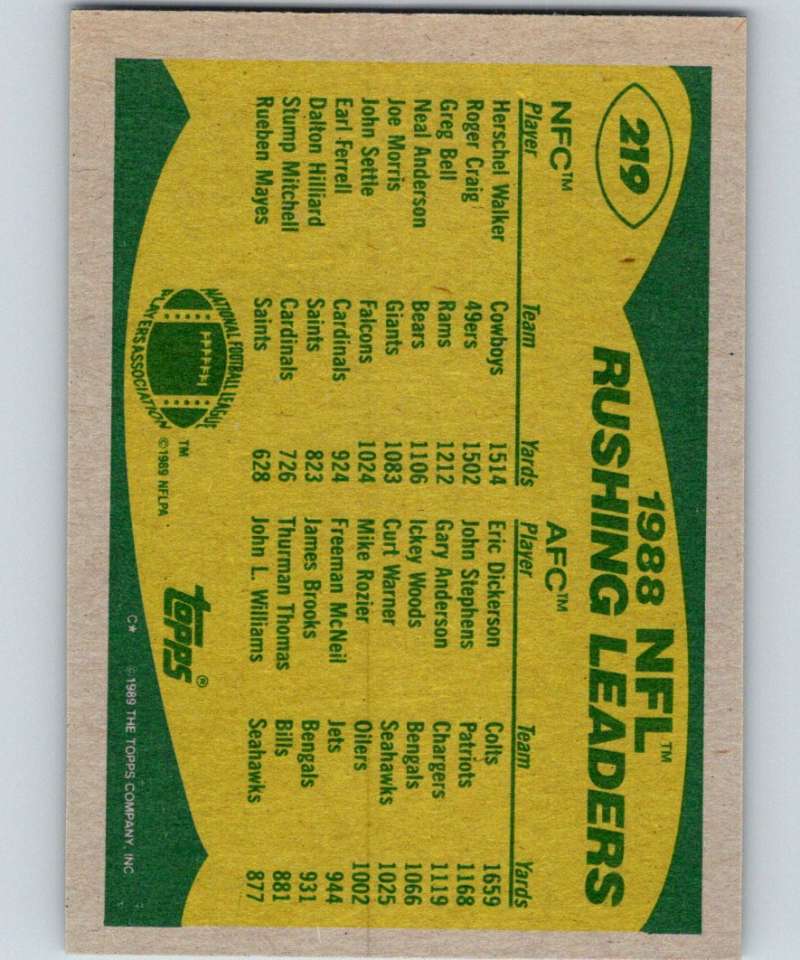 219
1988 NFL™
RUSHING LEADERS
NFC™
Player Team Yards
Herschel Walker Cowboys 1514
Roger Craig 49ers 1502
Greg Bell Rams 1212
Neal Anderson Bears 1106
Joe Morris Giants 1083
John Settle Falcons 1024
Earl Ferrell Cardinals 924
Dalton Hilliard Saints 823
Stump Mitchell Cardinals 726
Rueben Mayes Saints 628
AFC™
Player Team Yards
Eric Dickerson Colts 1659
John Stephens Patriots 1168
Gary Anderson Chargers 1119
Ickey Woods Bengals 1066
Curt Warner Seahawks 1025
Mike Rozier Oilers 1002
Freeman McNeil Jets 944
James Brooks Bengals 931
Thurman Thomas Bills 881
John L. Williams Seahawks 877
NATIONAL FOOTBALL LEAGUE
PLAYERS ASSOCIATION
™
©1989 NFLPA
topps®
C* ©1989 THE TOPPS COMPANY, INC